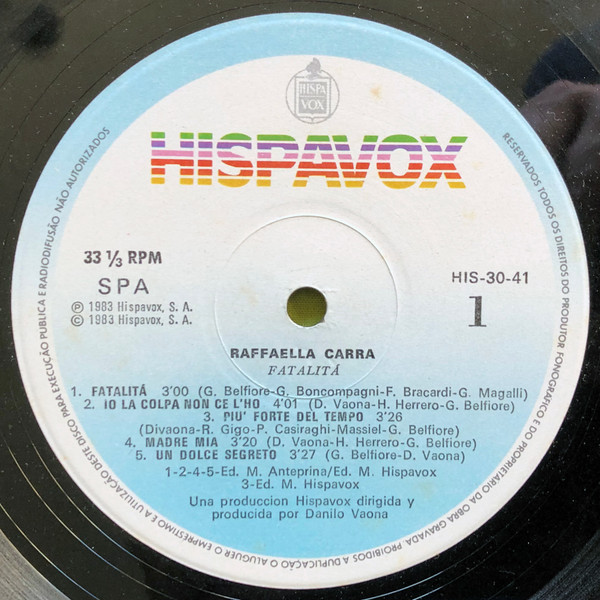 HISPA
VOX
HISPAVOX
33 1/3 RPM
SPA
Ⓟ 1983 Hispavox, S. A.
© 1983 Hispavox, S. A.
HIS-30-41
1
RAFFAELLA CARRA
FATALITÁ
1. FATALITÁ 3'00 (G. Belfiore-G. Boncompagni-F. Bracardi-G. Magalli)
2. IO LA COLPA NON CE L'HO 4'01 (D. Vaona-H. Herrero-G. Belfiore)
3. PIU' FORTE DEL TEMPO 3'26
(Divaona-R. Gigo-P. Casiraghi-Massiel-G. Belfiore)
4. MADRE MIA 3'20 (D. Vaona-H. Herrero-G. Belfiore)
5. UN DOLCE SEGRETO 3'27 (G. Belfiore-D. Vaona)
1-2-4-5-Ed. M. Anteprina/Ed. M. Hispavox
3-Ed. M. Hispavox
Una produccion Hispavox dirigida y
producida por Danilo Vaona
RESERVADOS TODOS OS DIREITOS DO PRODUTOR FONOGRÁFICO E DO PROPRIETÁRIO DA OBRA GRAVADA. PROIBIDOS A DUPLICAÇÃO O ALUGUER O EMPRÉSTIMO E A UTILIZAÇÃO DESTE DISCO PARA EXECUÇÃO PÚBLICA E RADIODIFUSÃO NÃO AUTORIZADOS